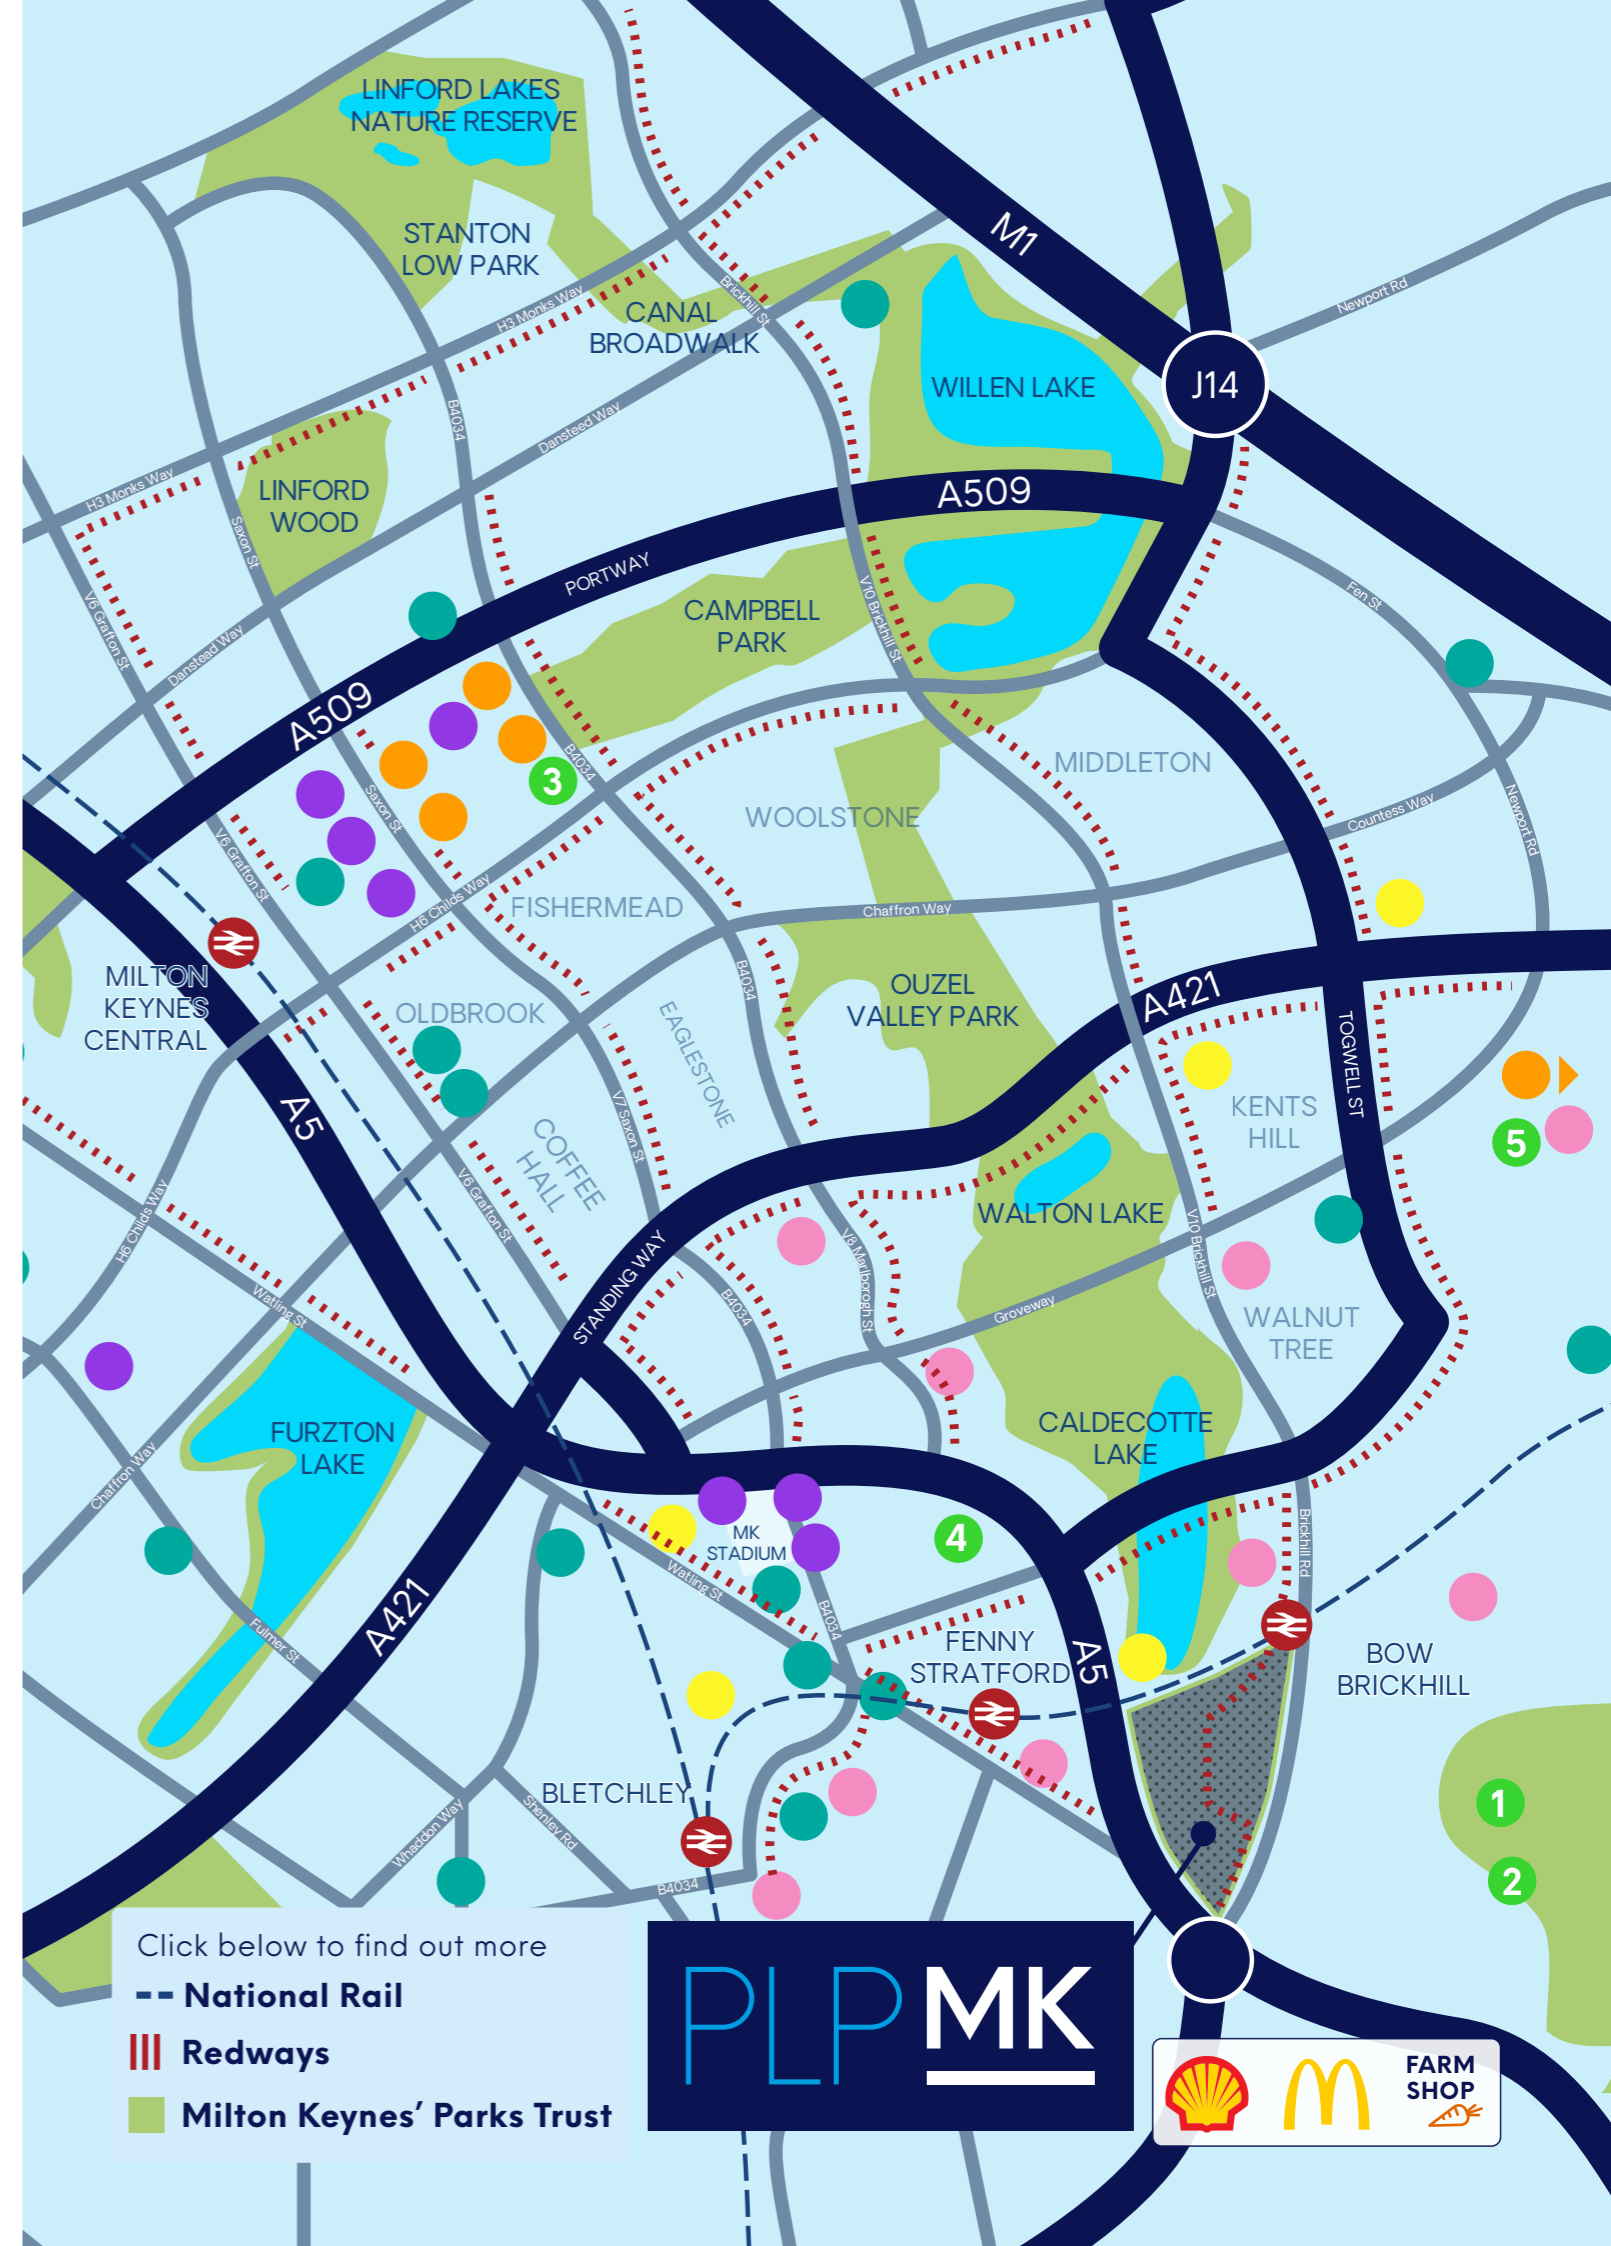 LINFORD LAKES
NATURE RESERVE
STANTON
LOW PARK
M1
H3 Monks Way
Brickhill St
Newport Rd
CANAL
BROADWALK
WILLEN LAKE
J14
B4034
Dansteed Way
H3 Monks Way
LINFORD
WOOD
Saxon St
A509
PORTWAY
V6 Grafton St
Danstead Way
CAMPBELL
PARK
V10 Brickhill St
Fen St
A509
B4034
3
Saxon St
V6 Grafton St
MIDDLETON
WOOLSTONE
Countess Way
Newport Rd
H6 Childs Way
FISHERMEAD
Chaffron Way
MILTON
KEYNES
CENTRAL
OLDBROOK
EAGLESTONE
B4034
OUZEL
VALLEY PARK
A421
TOGWELL ST
A5
COFFEE
HALL
V7 Saxon St
V6 Grafton St
KENTS
HILL
5
H6 Childs Way
WALTON LAKE
V10 Brickhill St
STANDING WAY
V8 Marlborogh St
B4034
Groveway
WALNUT
TREE
Watling St
FURZTON
LAKE
Chaffron Way
CALDECOTTE
LAKE
MK
STADIUM
4
Watling St
B4034
Brickhill Rd
A421
Fulmer St
FENNY
STRATFORD
A5
BOW
BRICKHILL
BLETCHLEY
Whaddon Way
Shenley Rd
B4034
1
2
Click below to find out more
National Rail
Redways
Milton Keynes’ Parks Trust
PLPMK
FARM
SHOP